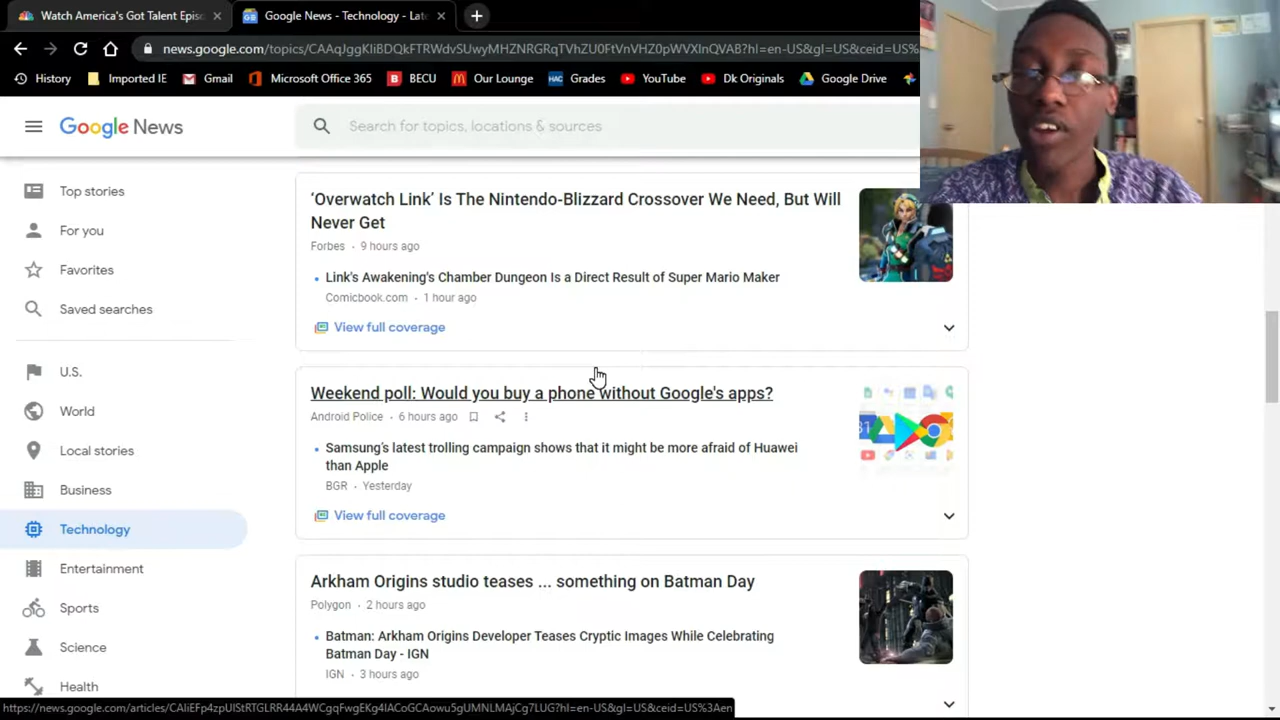 Watch America's Got Talent Epis
Google News - Technology - Late
news.google.com/topics/CAAqJggKIiBDQkFTRWdvSUwyMHZNRGRqTVhZU0FtVnVHZ0pWVXlnQVAB?hl=en-US&gl=US&ceid=US%
History
Imported IE
Gmail
Microsoft Office 365
BECU
Our Lounge
HAC
Grades
YouTube
Dk Originals
Google Drive
Google News
Search for topics, locations & sources
Top stories
For you
Favorites
Saved searches
U.S.
World
Local stories
Business
Technology
Entertainment
Sports
Science
Health
‘Overwatch Link’ Is The Nintendo-Blizzard Crossover We Need, But Will
Never Get
Forbes · 9 hours ago
Link's Awakening's Chamber Dungeon Is a Direct Result of Super Mario Maker
Comicbook.com · 1 hour ago
View full coverage
Weekend poll: Would you buy a phone without Google's apps?
Android Police · 6 hours ago
Samsung's latest trolling campaign shows that it might be more afraid of Huawei
than Apple
BGR · Yesterday
View full coverage
Arkham Origins studio teases ... something on Batman Day
Polygon · 2 hours ago
Batman: Arkham Origins Developer Teases Cryptic Images While Celebrating
Batman Day - IGN
IGN · 3 hours ago